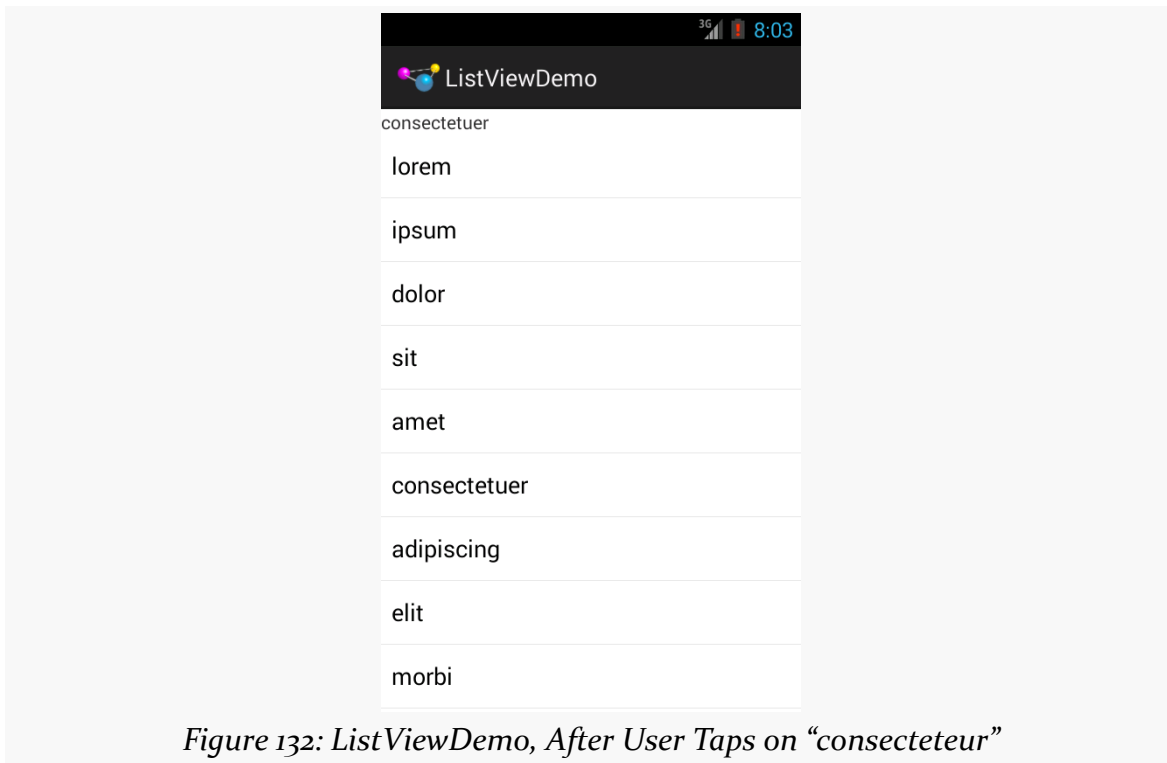 3G 8:03
ListViewDemo
consectetuer
lorem
ipsum
dolor
sit
amet
consectetuer
adipiscing
elit
morbi
Figure 132: ListViewDemo, After User Taps on “consecteteur”